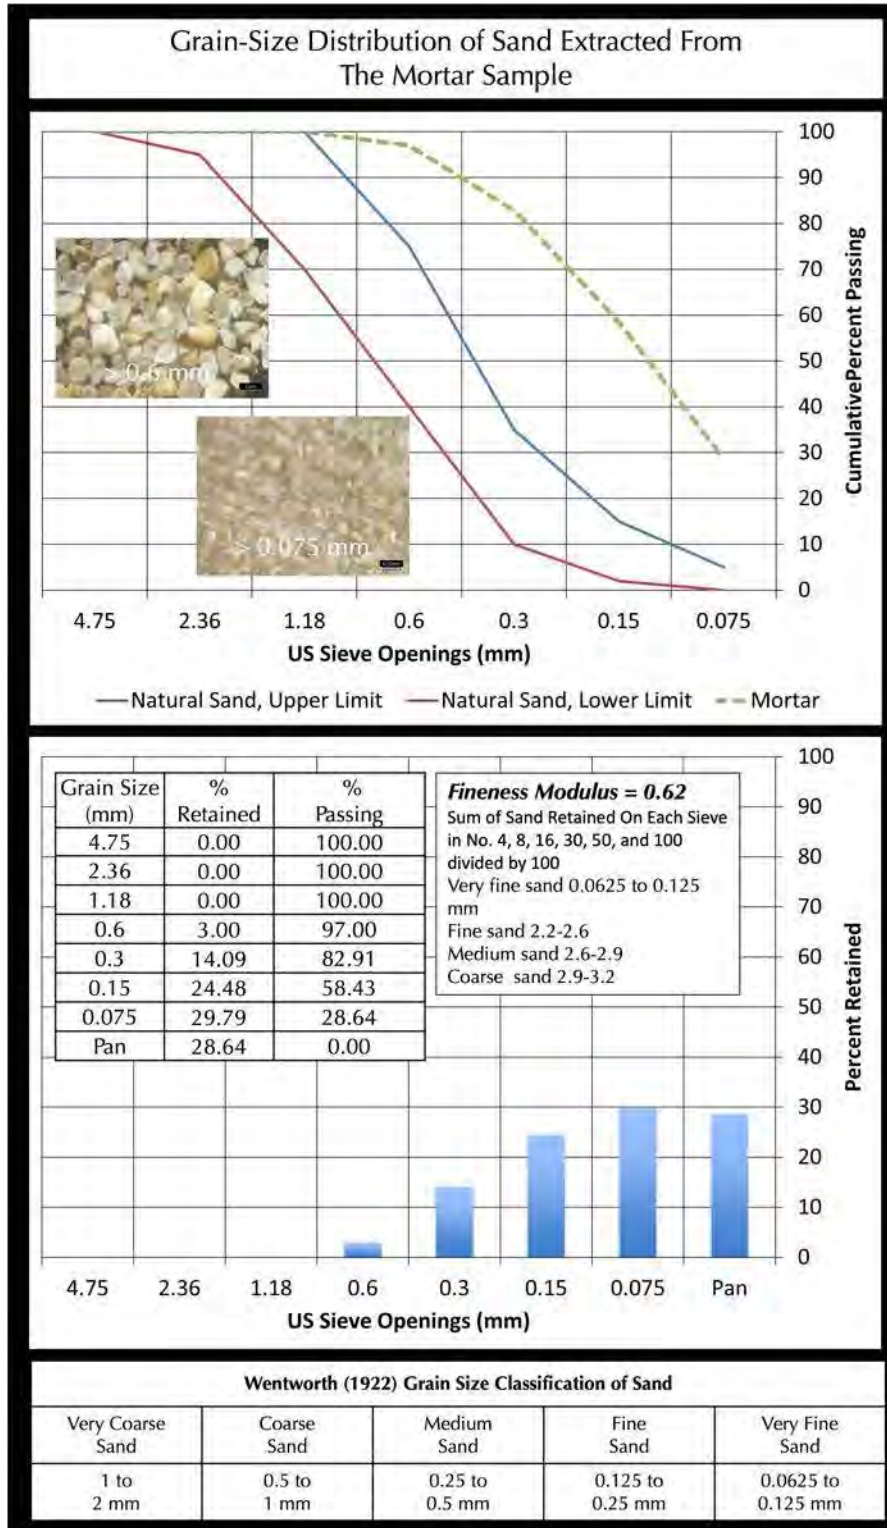 Grain-Size Distribution of Sand Extracted From
The Mortar Sample
100
90
80
70
60
50
40
30
20
10
0
CumulativePercent Passing
> 0.6 mm
> 0.075 mm
4.75 2.36 1.18 0.6 0.3 0.15 0.075
US Sieve Openings (mm)
Natural Sand, Upper Limit Natural Sand, Lower Limit Mortar
Grain Size (mm) % Retained % Passing
4.75 0.00 100.00
2.36 0.00 100.00
1.18 0.00 100.00
0.6 3.00 97.00
0.3 14.09 82.91
0.15 24.48 58.43
0.075 29.79 28.64
Pan 28.64 0.00
Fineness Modulus = 0.62
Sum of Sand Retained On Each Sieve
in No. 4, 8, 16, 30, 50, and 100
divided by 100
Very fine sand 0.0625 to 0.125
mm
Fine sand 2.2-2.6
Medium sand 2.6-2.9
Coarse sand 2.9-3.2
100
90
80
70
60
50
40
30
20
10
0
Percent Retained
4.75 2.36 1.18 0.6 0.3 0.15 0.075 Pan
US Sieve Openings (mm)
Wentworth (1922) Grain Size Classification of Sand
Very Coarse Sand Coarse Sand Medium Sand Fine Sand Very Fine Sand
1 to 2 mm 0.5 to 1 mm 0.25 to 0.5 mm 0.125 to 0.25 mm 0.0625 to 0.125 mm